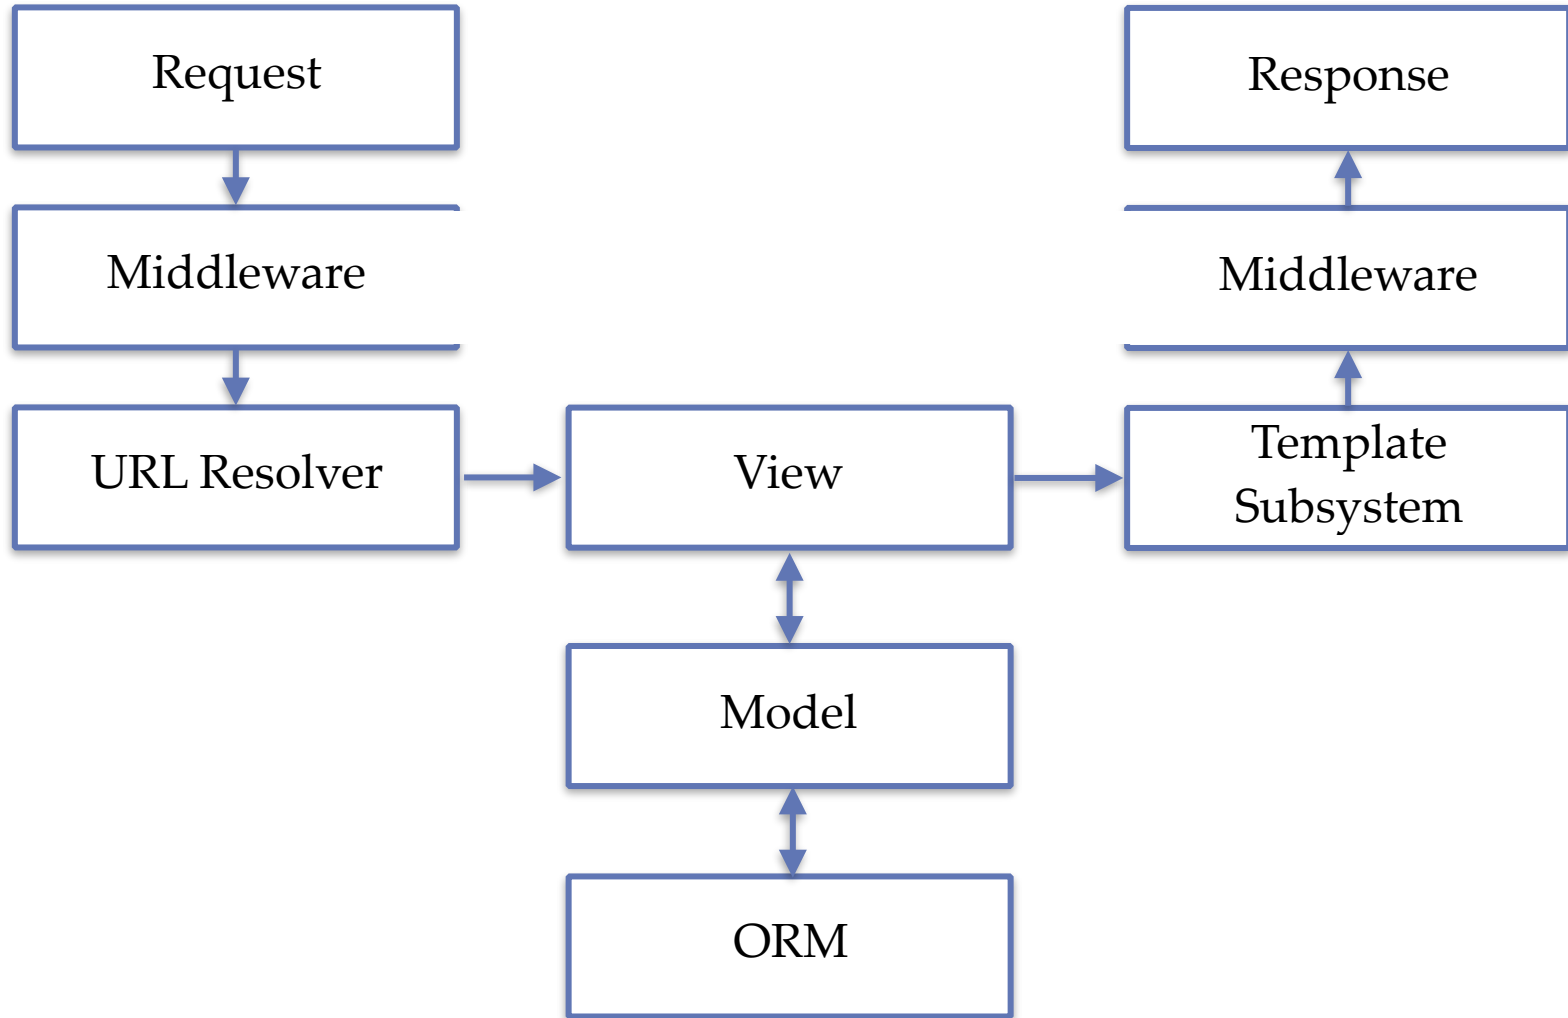 Request
Response
Middleware
Middleware
URL Resolver
View
Template
Subsystem
Model
ORM